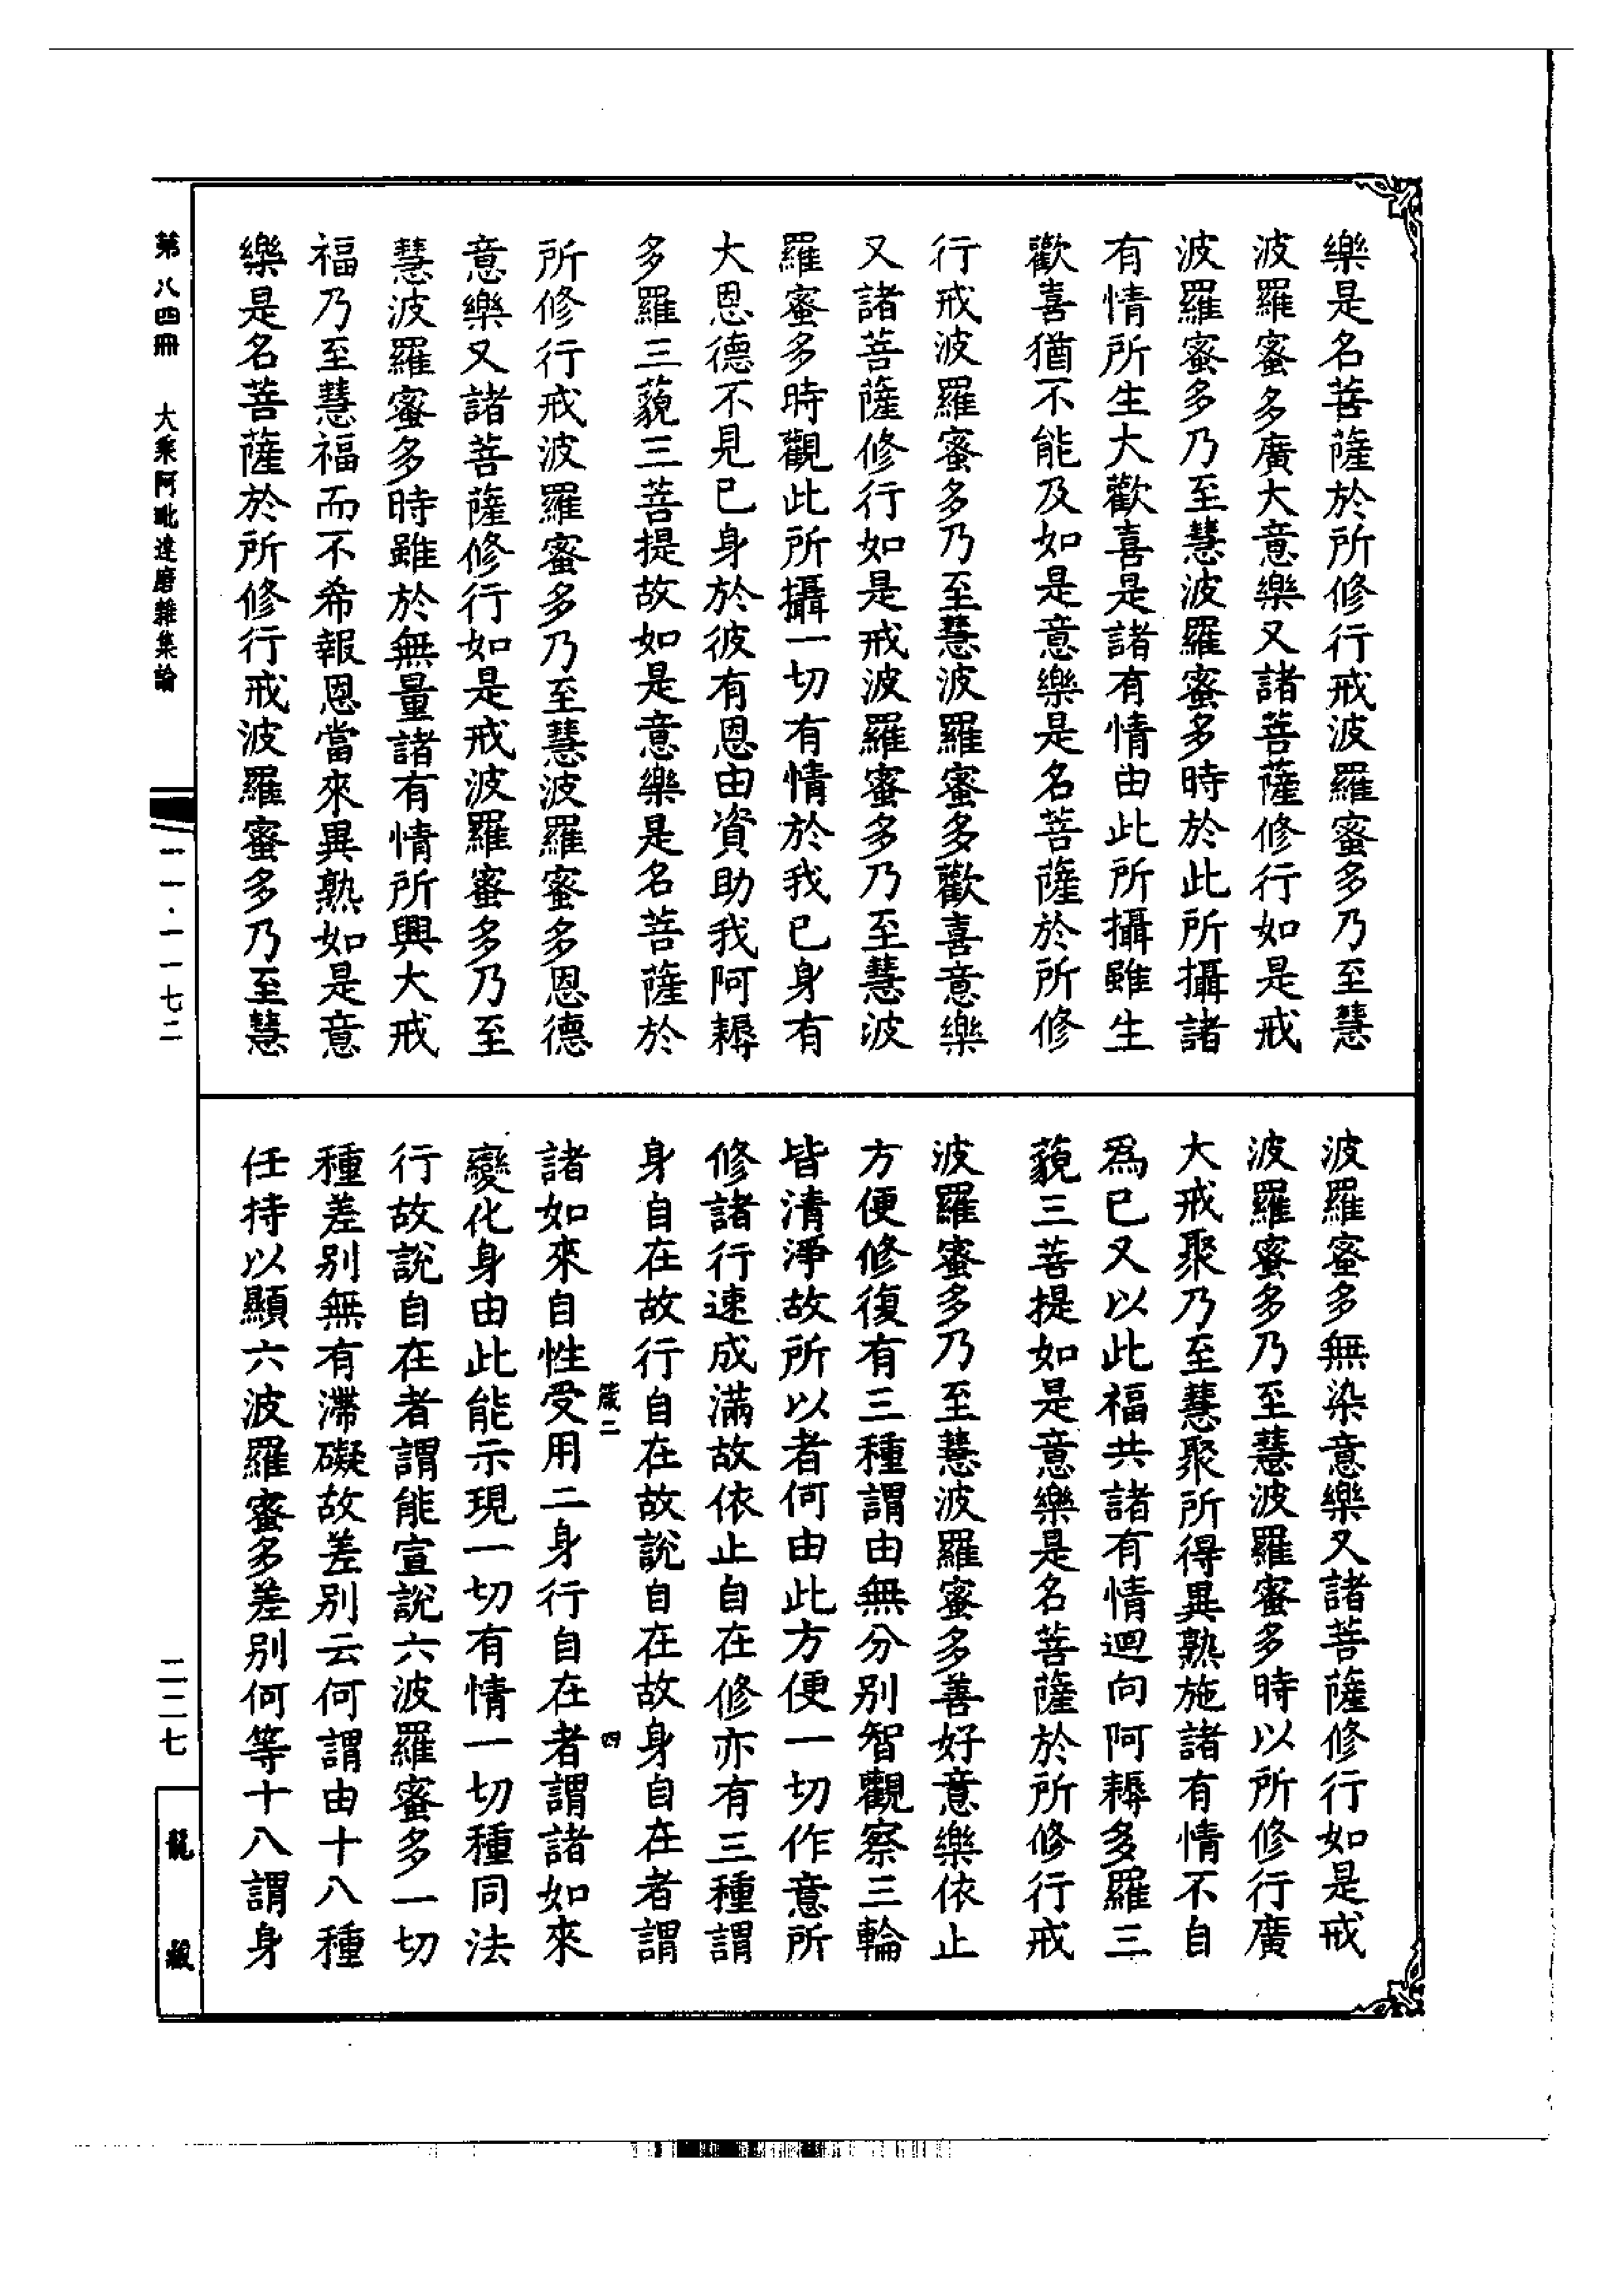 樂是名菩薩於所修行戒波羅蜜多乃至慧
波羅蜜多廣大意樂又諸菩薩修行如是戒
波羅蜜多乃至慧波羅蜜多時於此所攝諸
有情所生大歡喜是諸有情由此所攝雖生
歡喜猶不能及如是意樂是名菩薩於所修
行戒波羅蜜多乃至慧波羅蜜多歡喜意樂
又諸菩薩修行如是戒波羅蜜多乃至慧波
羅蜜多時觀此所攝一切有情於我已身有
大恩德不見已身於彼有恩由資助我阿耨
多羅三藐三菩提故如是意樂是名菩薩於
所修行戒波羅蜜多乃至慧波羅蜜多恩德
意樂又諸菩薩修行如是戒波羅蜜多乃至
慧波羅蜜多時雖於無量諸有情所興大戒
福乃至慧福而不希報恩當來異熟如是意
樂是名菩薩於所修行戒波羅蜜多乃至慧
波羅蜜多無染意樂又諸菩薩修行如是戒
波羅蜜多乃至慧波羅蜜多時以所修行廣
大戒聚乃至慧聚所得異熟施諸有情不自
爲已又以此福共諸有情迴向阿耨多羅三
藐三菩提如是意樂是名菩薩於所修行戒
波羅蜜多乃至慧波羅蜜多善好意樂依止
方便修復有三種謂由無分別智觀察三輪
皆清淨故所以者何由此方便一切作意所
修諸行速成滿故依止自在修亦有三種謂
身自在故行自在故說自在故身自在者謂
箴二 四
諸如來自性受用二身行自在者謂諸如來
變化身由此能示現一切有情一切種同法
行故說自在者謂能宣說六波羅蜜多一切
種差別無有滯礙故差別云何謂由十八種
任持以顯六波羅蜜多差別何等十八謂身
第八四冊 大乘阿毗達磨雜集論
一一·一一七二
二二七
龍藏